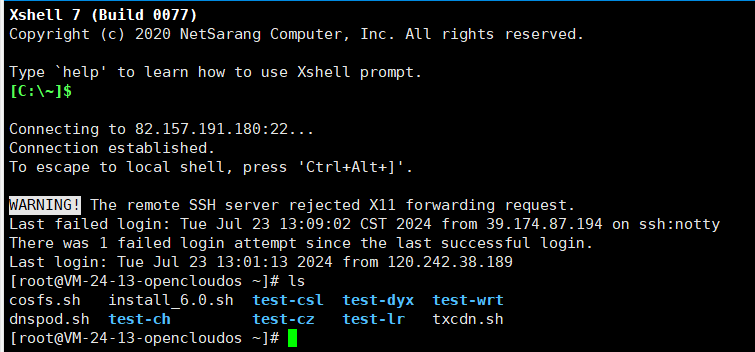 Xshell 7 (Build 0077)
Copyright (c) 2020 NetSarang Computer, Inc. All rights reserved.
Type `help' to learn how to use Xshell prompt.
[C:\~]$
Connecting to 82.157.191.180:22...
Connection established.
To escape to local shell, press 'Ctrl+Alt+]'.
WARNING! The remote SSH server rejected X11 forwarding request.
Last failed login: Tue Jul 23 13:09:02 CST 2024 from 39.174.87.194 on ssh:notty
There was 1 failed login attempt since the last successful login.
Last login: Tue Jul 23 13:01:13 2024 from 120.242.38.189
[root@VM-24-13-opencloudos ~]# ls
cosfs.sh   install_6.0.sh  test-csl  test-dyx  test-wrt
dnspod.sh  test-ch         test-cz   test-lr   txcdn.sh
[root@VM-24-13-opencloudos ~]#